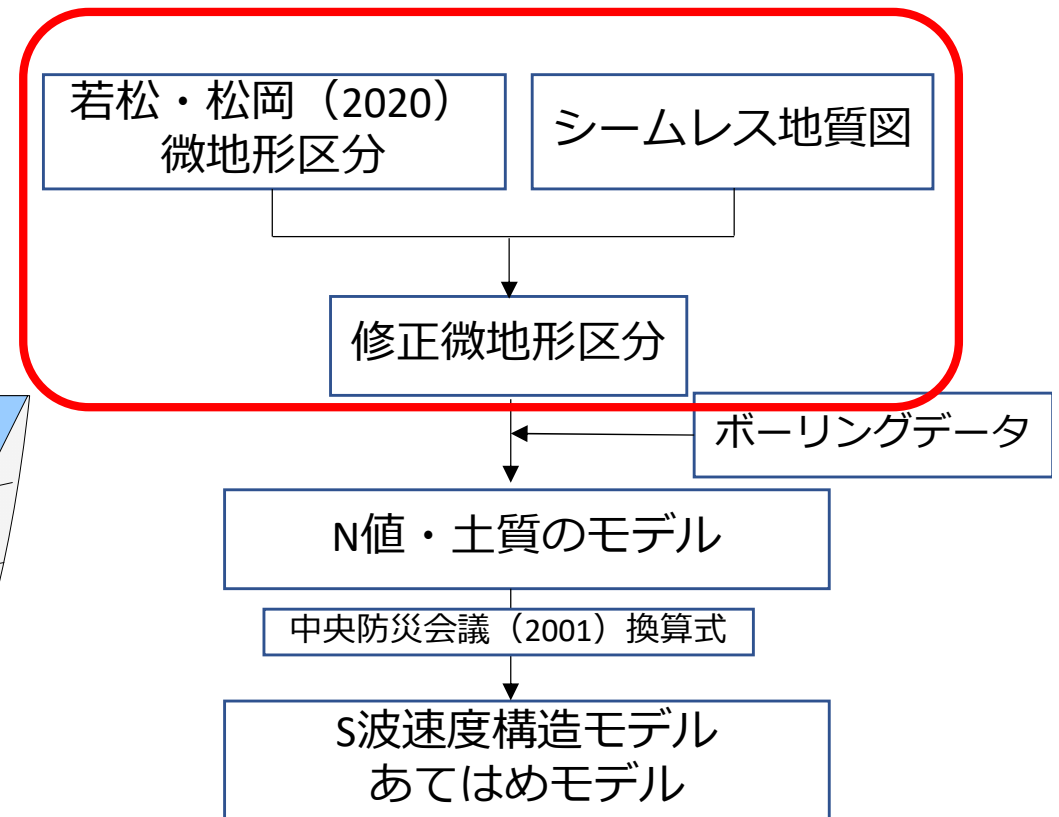 若松・松岡（2020）
微地形区分
シームレス地質図
修正微地形区分
ボーリングデータ
N値・土質のモデル
中央防災会議（2001）換算式
S波速度構造モデル
あてはめモデル